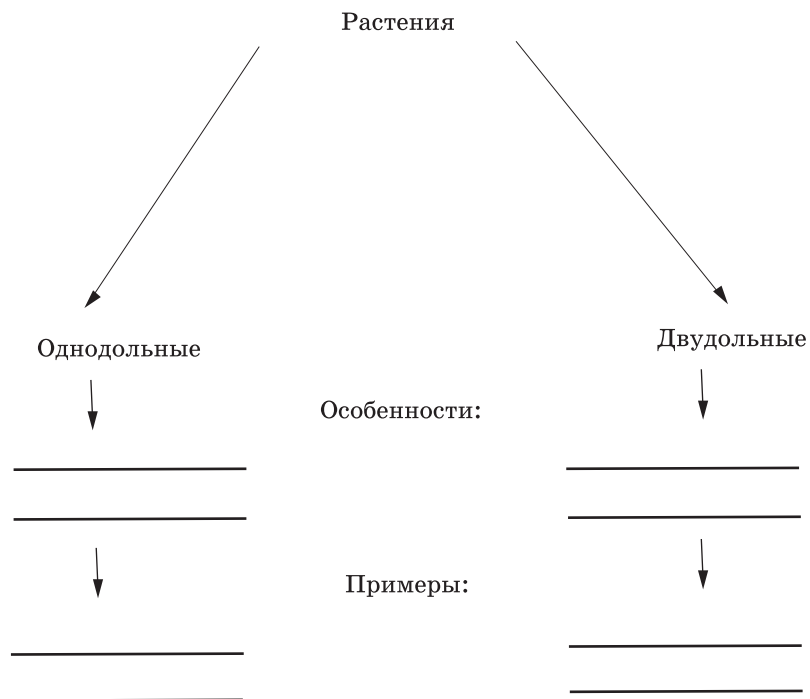 Растения
Однодольные
Двудольные
Особенности:
Примеры: